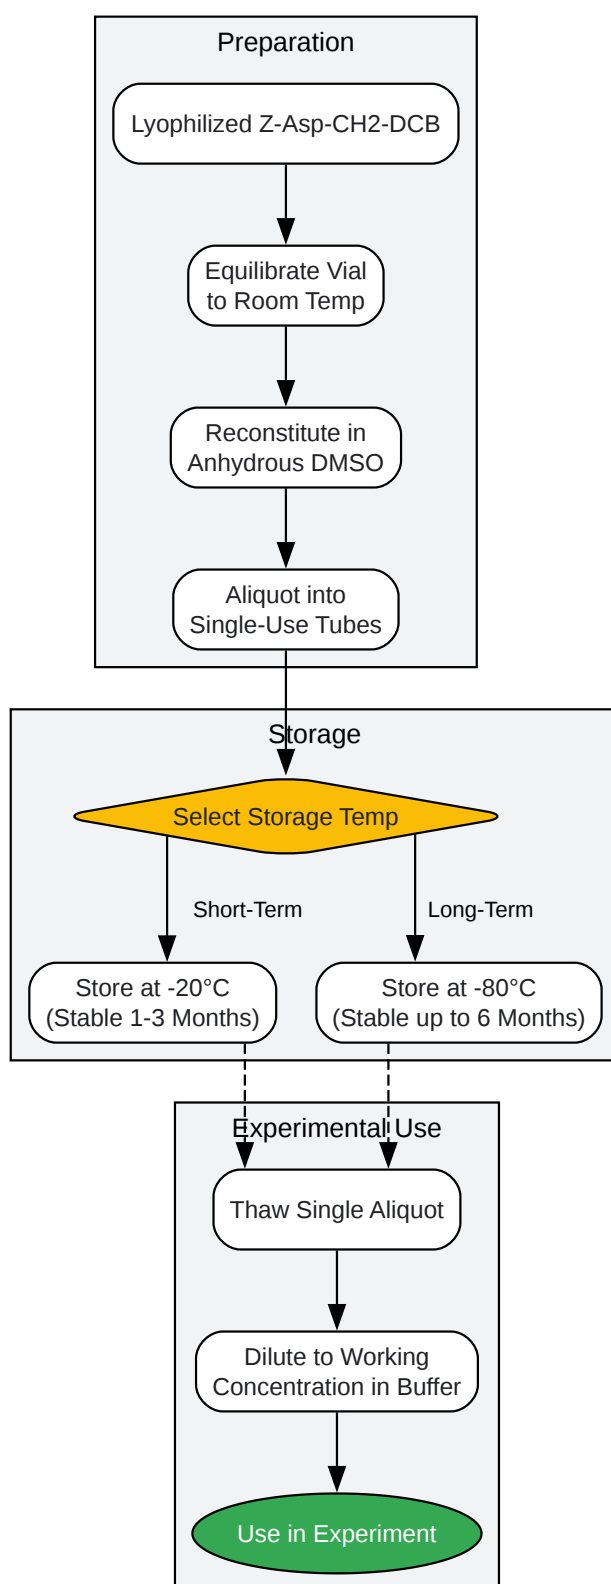 Preparation
Lyophilized Z-Asp-CH2-DCB
Equilibrate Vial
to Room Temp
Reconstitute in
Anhydrous DMSO
Aliquot into
Single-Use Tubes
Storage
Select Storage Temp
Short-Term
Long-Term
Store at -20°C
(Stable 1-3 Months)
Store at -80°C
(Stable up to 6 Months)
Experimental Use
Thaw Single Aliquot
Dilute to Working
Concentration in Buffer
Use in Experiment